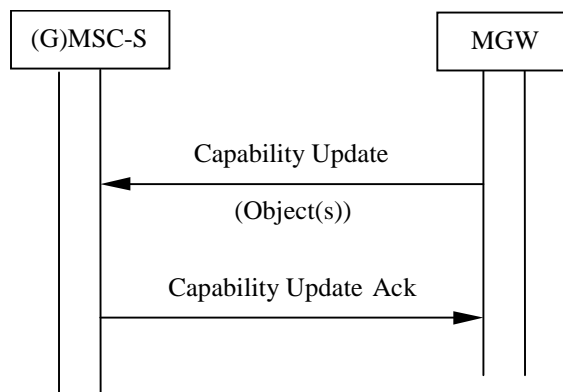 (G)MSC-S
MGW
Capability Update
(Object(s))
Capability Update Ack